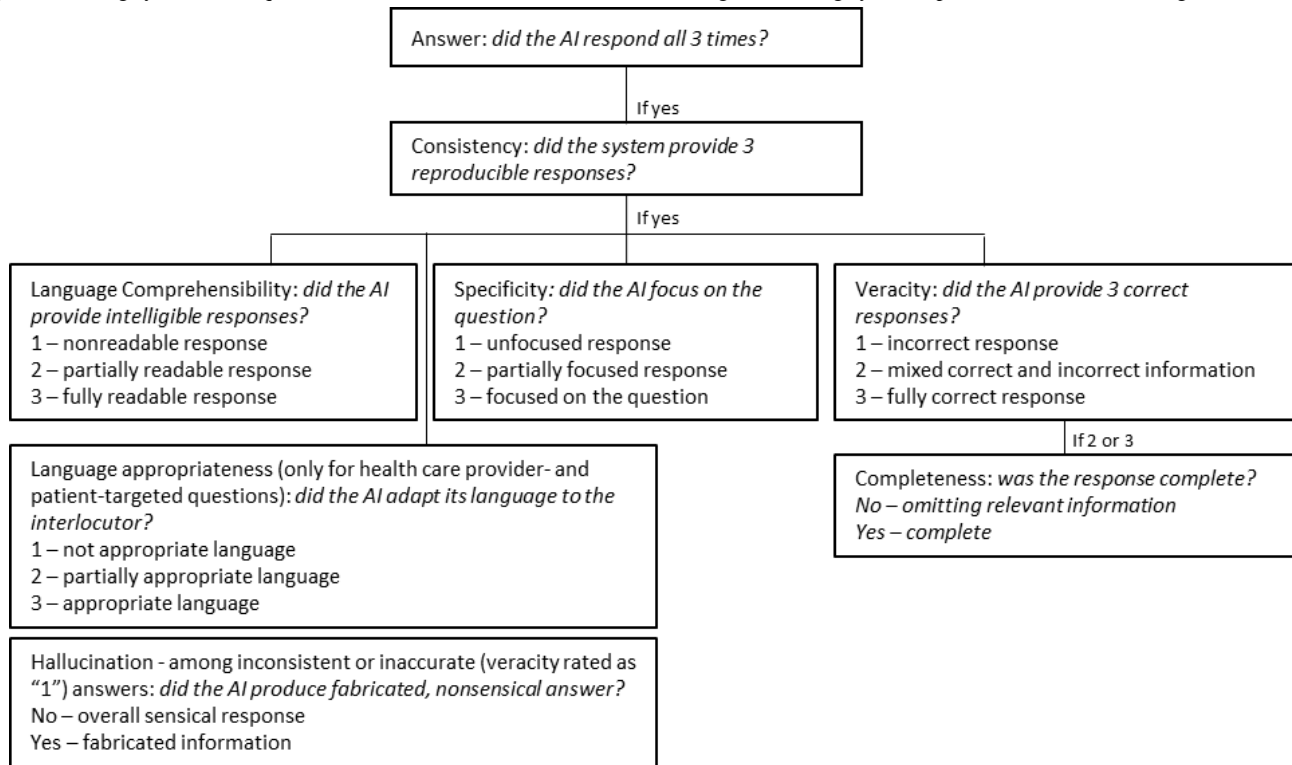 Answer: did the AI respond all 3 times?
If yes
Consistency: did the system provide 3
reproducible responses?
If yes
Language Comprehensibility: did the AI
provide intelligible responses?
1 – nonreadable response
2 – partially readable response
3 – fully readable response
Specificity: did the AI focus on the
question?
1 – unfocused response
2 – partially focused response
3 – focused on the question
Veracity: did the AI provide 3 correct
responses?
1 – incorrect response
2 – mixed correct and incorrect information
3 – fully correct response
If 2 or 3
Language appropriateness (only for health care provider- and
patient-targeted questions): did the AI adapt its language to the
interlocutor?
1 – not appropriate language
2 – partially appropriate language
3 – appropriate language
Completeness: was the response complete?
No – omitting relevant information
Yes – complete
Hallucination - among inconsistent or inaccurate (veracity rated as
“1”) answers: did the AI produce fabricated, nonsensical answer?
No – overall sensical response
Yes – fabricated information